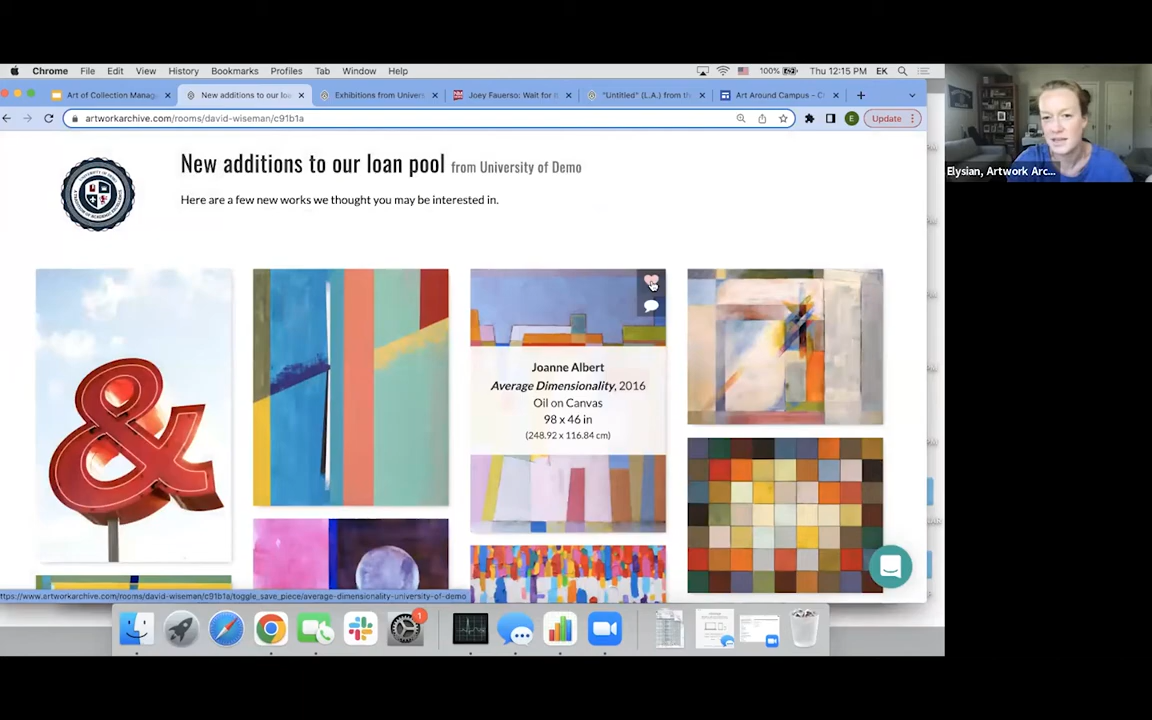 Chrome File Edit View History Bookmarks Profiles Tab Window Help 100% Thu 12:15 PM EK
Art of Collection Manag New additions to our loa Exhibitions from Univers Joey Fauerso: Wait for It "Untitled" (L.A.) from th Art Around Campus – C
artworkarchive.com/rooms/david-wiseman/c91b1a E Update
New additions to our loan pool from University of Demo
Here are a few new works we thought you may be interested in.
&
Joanne Albert
Average Dimensionality, 2016
Oil on Canvas
98 x 46 in
(248.92 x 116.84 cm)
https://www.artworkarchive.com/rooms/david-wiseman/c91b1a/toggle_save_piece/average-dimensionality-university-of-demo
1
Elysian, Artwork Arc...